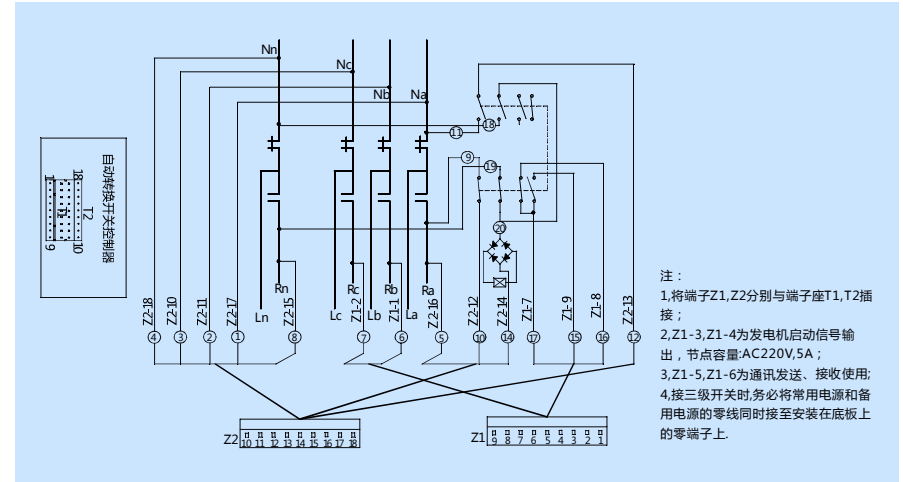 Nn
Nc
Nb
Na
11
18
9
19
20
自动转换开关控制器
1
18
T1
T2
9
10
Rn
Rc
Rb
Ra
Ln
Lc
Lb
La
Z2-18
Z2-10
Z2-11
Z2-17
Z2-15
Z1-2
Z1-1
Z2-16
Z2-12
Z2-14
Z1-7
Z1-9
Z1-8
Z2-13
4
3
2
1
8
7
6
5
10
14
17
15
16
12
Z2
10 11 12 13 14 15 16 17 18
Z1
9 8 7 6 5 4 3 2 1
注：
1,将端子Z1,Z2分别与端子座T1,T2插
接；
2,Z1-3,Z1-4为发电机启动信号输
出，节点容量:AC220V,5A；
3,Z1-5,Z1-6为通讯发送、接收使用;
4,接三级开关时,务必将常用电源和备
用电源的零线同时接至安装在底板上
的零端子上.